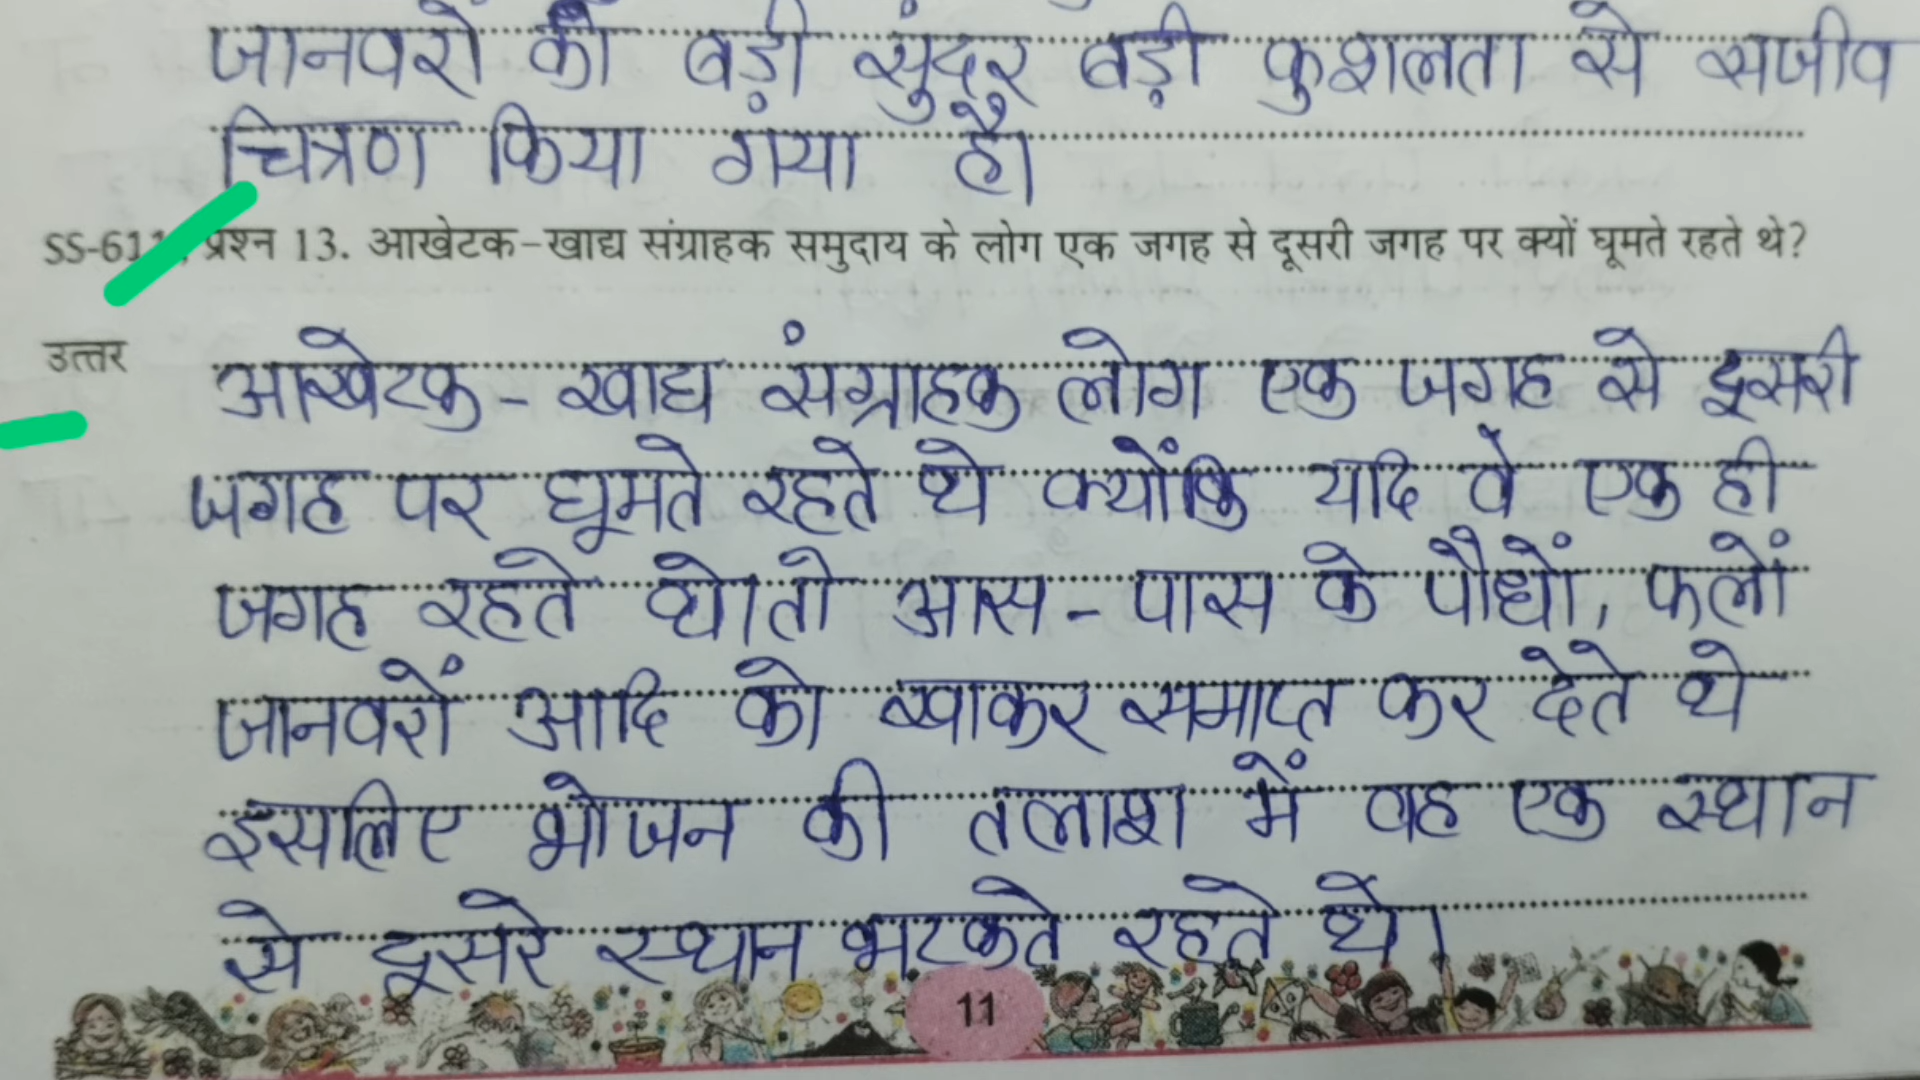 जानवरों की बड़ी सुंदर बड़ी कुशलता से सजीव
चित्रण किया गया है।
SS-611, प्रश्न 13. आखेटक-खाद्य संग्राहक समुदाय के लोग एक जगह से दूसरी जगह पर क्यों घूमते रहते थे?
उत्तर आखेटक - खाद्य संग्राहक लोग एक जगह से दूसरी
जगह पर घूमते रहते थे क्योंकि यदि वे एक ही
जगह रहते थे। तो आस - पास के पौधों, फलों
जानवरों आदि को खाकर समाप्त कर देते थे
इसलिए भोजन की तलाश में वह एक स्थान
से दूसरे स्थान भटकते रहते थे।
11